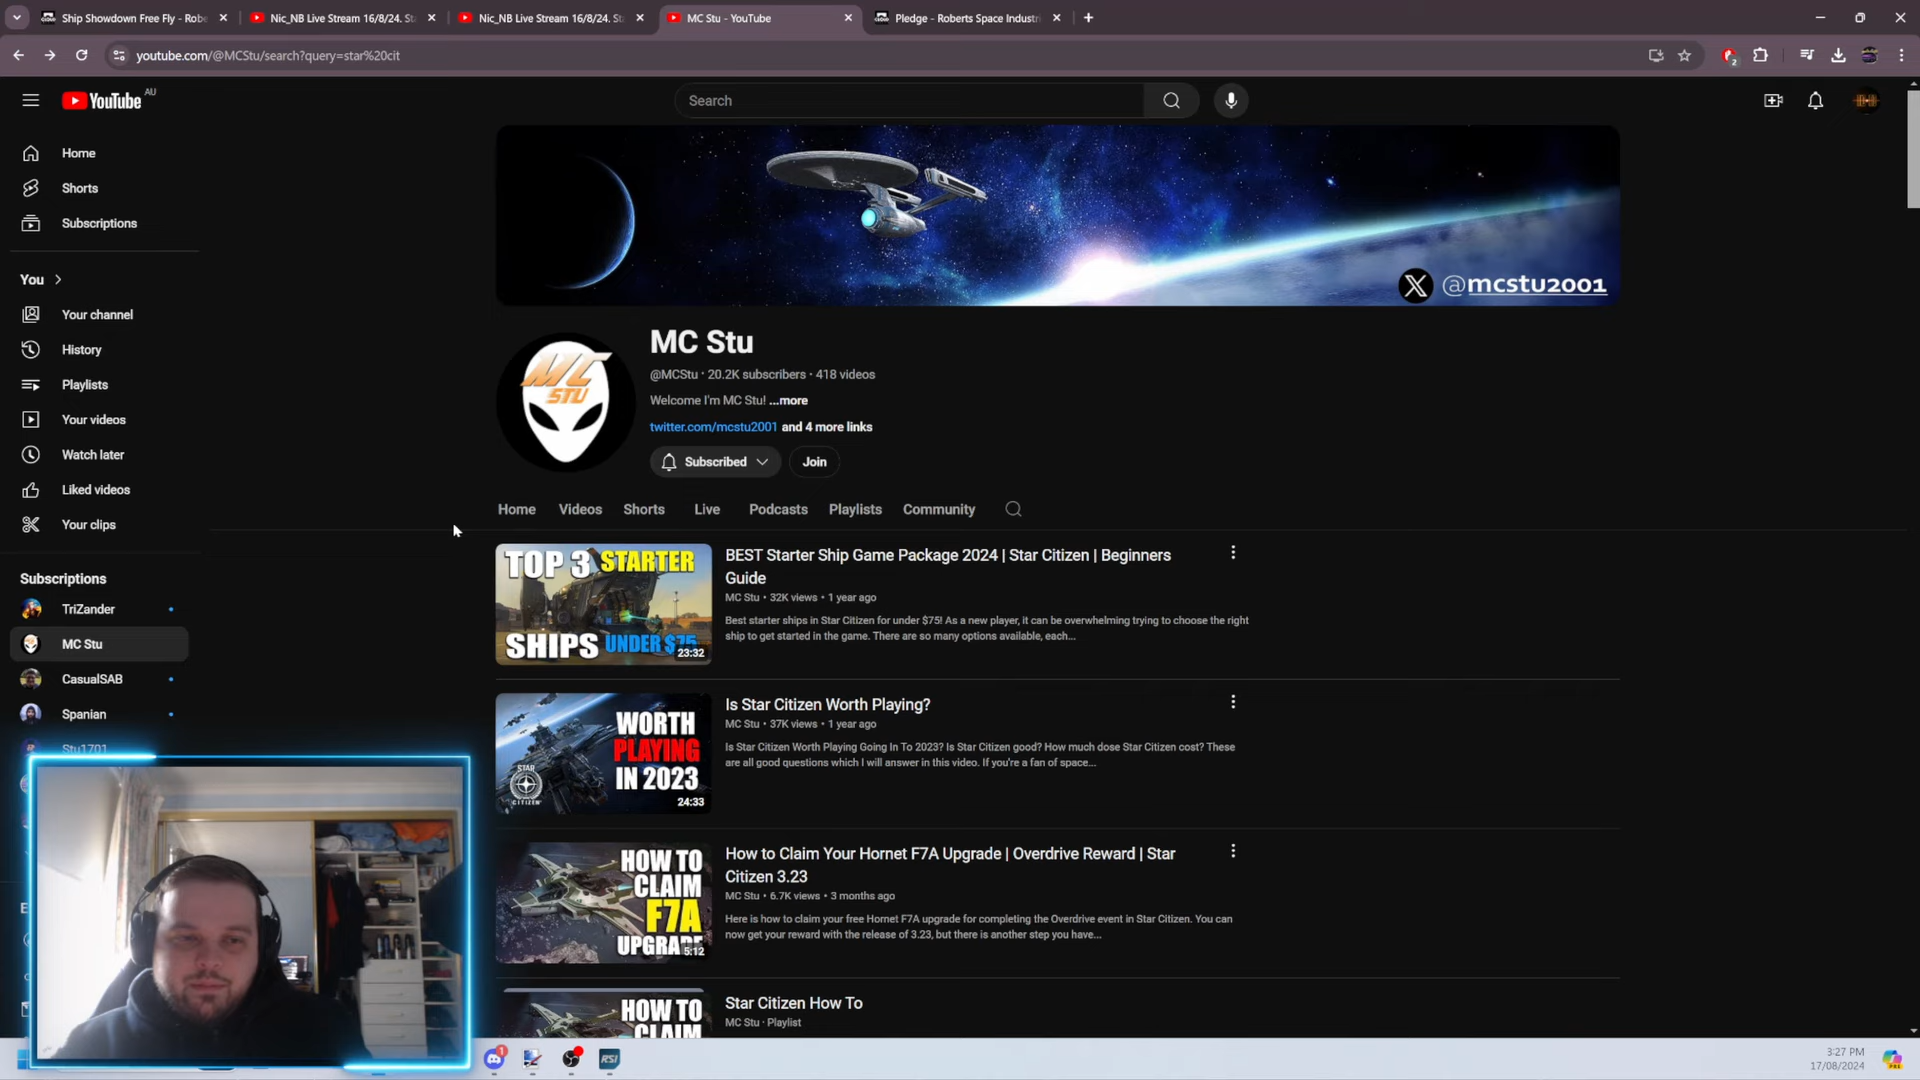 Ship Showdown Free Fly - Robe
Nic_NB Live Stream 16/8/24. St
Nic_NB Live Stream 16/8/24. St
MC Stu - YouTube
Pledge - Roberts Space Industri
youtube.com/@MCStu/search?query=star%20cit
2
YouTube AU
Search
Home
Shorts
Subscriptions
You
Your channel
History
Playlists
Your videos
Watch later
Liked videos
Your clips
Subscriptions
TriZander
MC Stu
CasualSAB
Spanian
Stu1701
@mcstu2001
MC STU
MC Stu
@MCStu · 20.2K subscribers · 418 videos
Welcome I'm MC Stu! ...more
twitter.com/mcstu2001 and 4 more links
Subscribed
Join
Home Videos Shorts Live Podcasts Playlists Community
TOP 3 STARTER
SHIPS UNDER $75
23:32
BEST Starter Ship Game Package 2024 | Star Citizen | Beginners
Guide
MC Stu • 32K views • 1 year ago
Best starter ships in Star Citizen for under $75! As a new player, it can be overwhelming trying to choose the right
ship to get started in the game. There are so many options available, each...
WORTH
PLAYING
IN 2023
STAR
CITIZEN
24:33
Is Star Citizen Worth Playing?
MC Stu • 37K views • 1 year ago
Is Star Citizen Worth Playing Going In To 2023? Is Star Citizen good? How much dose Star Citizen cost? These
are all good questions which I will answer in this video. If you're a fan of space...
HOW TO
CLAIM
F7A
UPGRADE
5:12
How to Claim Your Hornet F7A Upgrade | Overdrive Reward | Star
Citizen 3.23
MC Stu • 6.7K views • 3 months ago
Here is how to claim your free Hornet F7A upgrade for completing the Overdrive event in Star Citizen. You can
now get your reward with the release of 3.23, but there is another step you have...
HOW TO
CLAIM
Star Citizen How To
MC Stu · Playlist
1
RSI
3:27 PM
17/08/2024
PRE